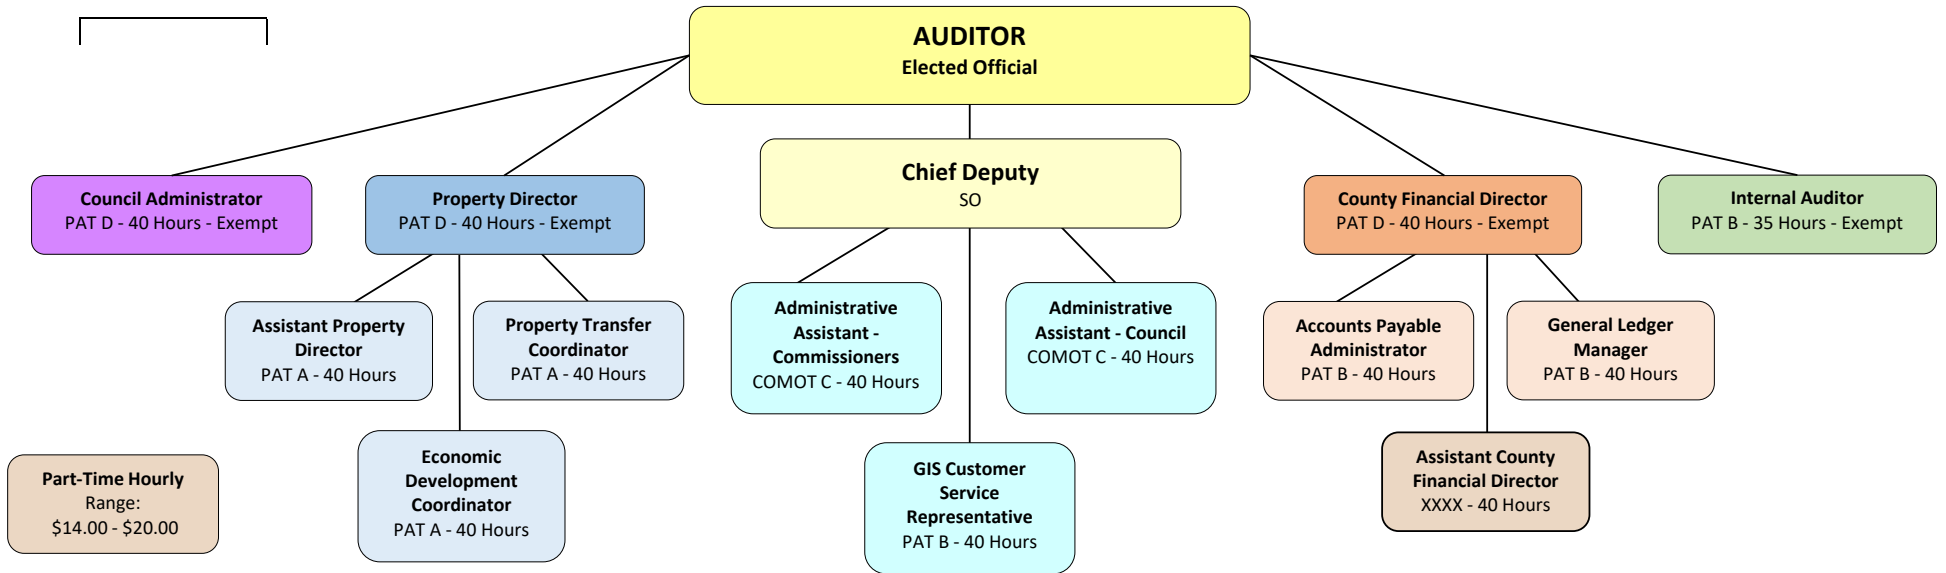 AUDITOR
Elected Official
Chief Deputy
SO
Council Administrator
PAT D - 40 Hours - Exempt
Property Director
PAT D - 40 Hours - Exempt
County Financial Director
PAT D - 40 Hours - Exempt
Internal Auditor
PAT B - 35 Hours - Exempt
Assistant Property
Director
PAT A - 40 Hours
Property Transfer
Coordinator
PAT A - 40 Hours
Administrative
Assistant -
Commissioners
COMOT C - 40 Hours
Administrative
Assistant - Council
COMOT C - 40 Hours
Accounts Payable
Administrator
PAT B - 40 Hours
General Ledger
Manager
PAT B - 40 Hours
Part-Time Hourly
Range:
$14.00 - $20.00
Economic
Development
Coordinator
PAT A - 40 Hours
GIS Customer
Service
Representative
PAT B - 40 Hours
Assistant County
Financial Director
XXXX - 40 Hours